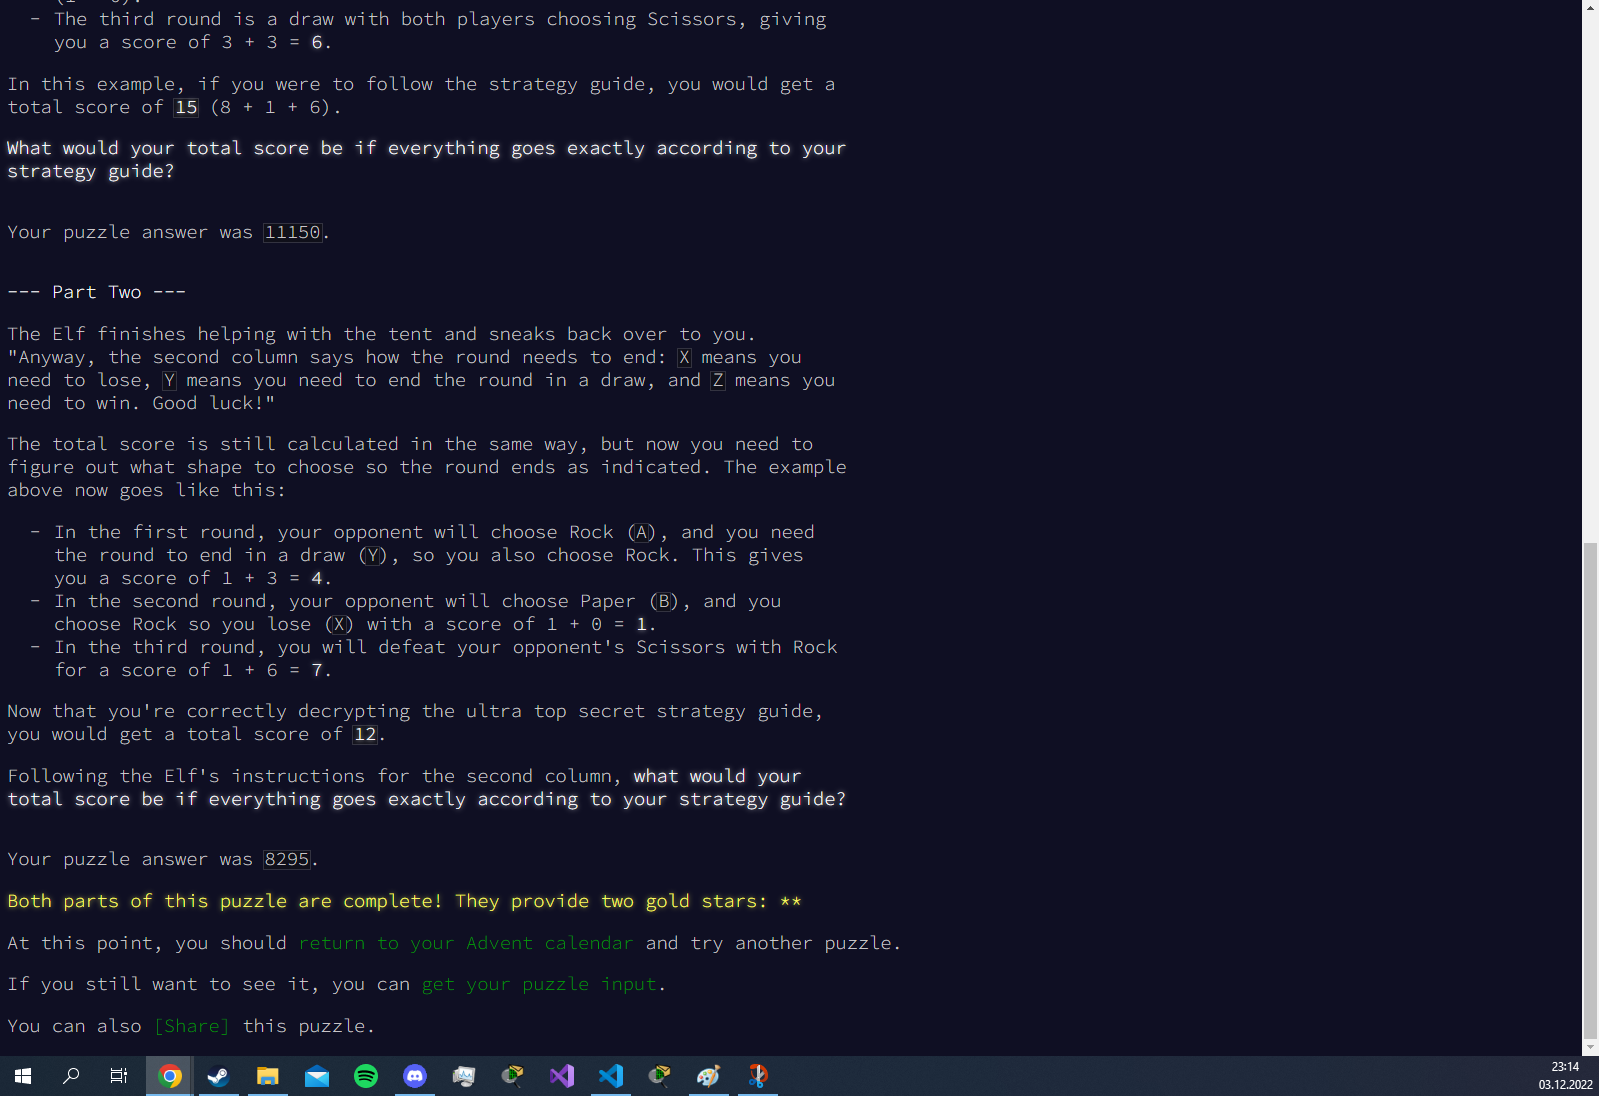 - The third round is a draw with both players choosing Scissors, giving
you a score of 3 + 3 = 6.
In this example, if you were to follow the strategy guide, you would get a
total score of 15 (8 + 1 + 6).
What would your total score be if everything goes exactly according to your
strategy guide?
Your puzzle answer was 11150.
--- Part Two ---
The Elf finishes helping with the tent and sneaks back over to you.
"Anyway, the second column says how the round needs to end: X means you
need to lose, Y means you need to end the round in a draw, and Z means you
need to win. Good luck!"
The total score is still calculated in the same way, but now you need to
figure out what shape to choose so the round ends as indicated. The example
above now goes like this:
- In the first round, your opponent will choose Rock (A), and you need
the round to end in a draw (Y), so you also choose Rock. This gives
you a score of 1 + 3 = 4.
- In the second round, your opponent will choose Paper (B), and you
choose Rock so you lose (X) with a score of 1 + 0 = 1.
- In the third round, you will defeat your opponent's Scissors with Rock
for a score of 1 + 6 = 7.
Now that you're correctly decrypting the ultra top secret strategy guide,
you would get a total score of 12.
Following the Elf's instructions for the second column, what would your
total score be if everything goes exactly according to your strategy guide?
Your puzzle answer was 8295.
Both parts of this puzzle are complete! They provide two gold stars: **
At this point, you should return to your Advent calendar and try another puzzle.
If you still want to see it, you can get your puzzle input.
You can also [Share] this puzzle.
23:14
03.12.2022